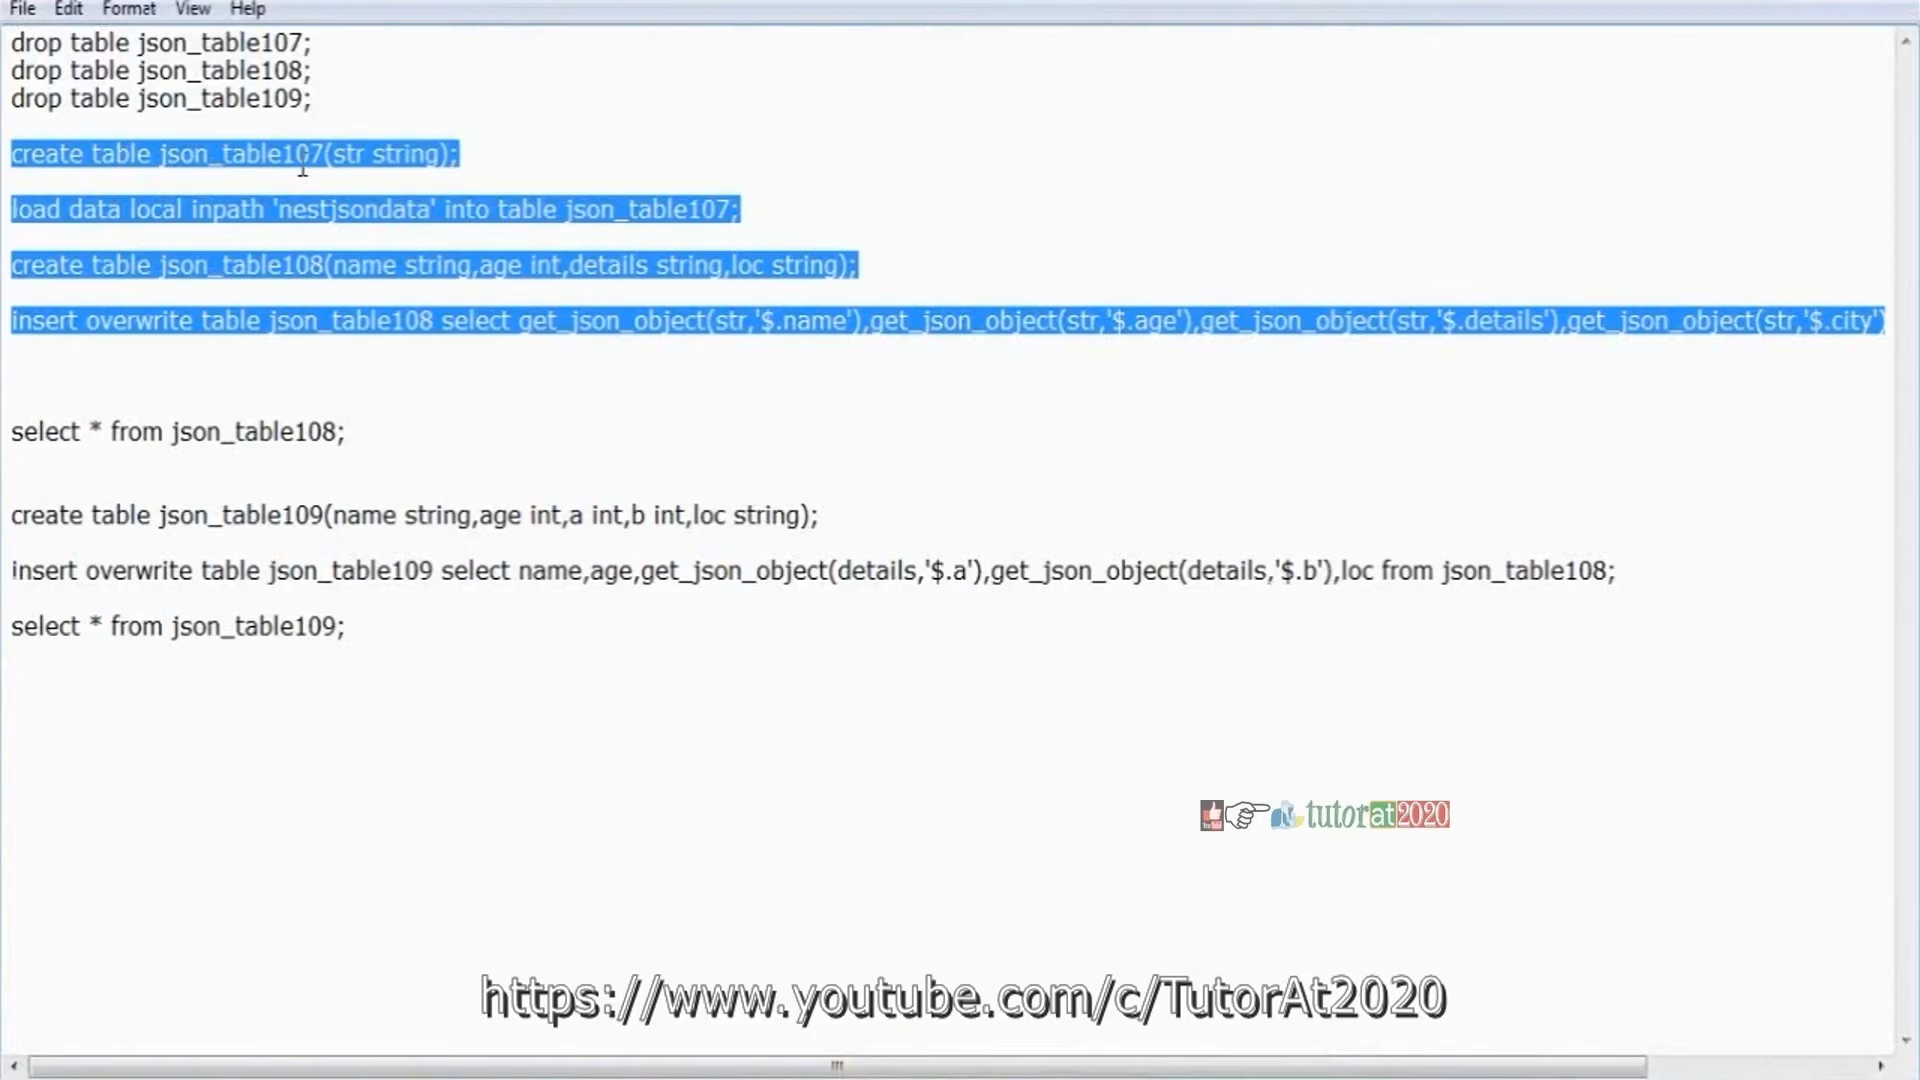 File Edit Format View Help
drop table json_table107;
drop table json_table108;
drop table json_table109;
create table json_table107(str string);
load data local inpath 'nestjsondata' into table json_table107;
create table json_table108(name string,age int,details string,loc string);
insert overwrite table json_table108 select get_json_object(str,'$.name'),get_json_object(str,'$.age'),get_json_object(str,'$.details'),get_json_object(str,'$.city')
select * from json_table108;
create table json_table109(name string,age int,a int,b int,loc string);
insert overwrite table json_table109 select name,age,get_json_object(details,'$.a'),get_json_object(details,'$.b'),loc from json_table108;
select * from json_table109;
tutorat2020
https://www.youtube.com/c/TutorAt2020